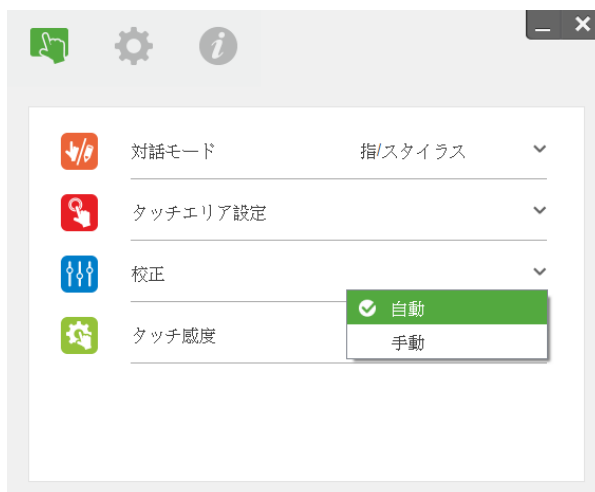 対話モード 指/スタイラス
タッチエリア設定
校正
自動
タッチ感度
手動